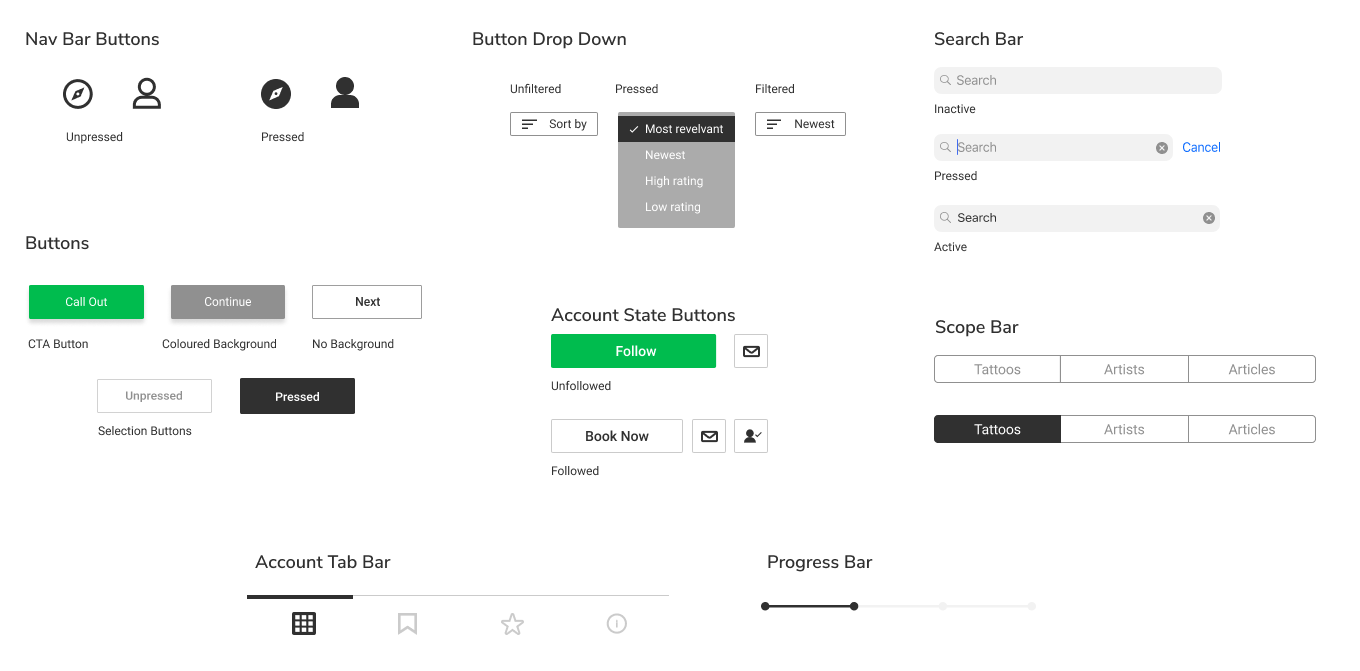 Nav Bar Buttons
Unpressed
Pressed
Button Drop Down
Unfiltered
Pressed
Filtered
Sort by
Most revelvant
Newest
High rating
Low rating
Newest
Search Bar
Search
Inactive
Search
Cancel
Pressed
Search
Active
Buttons
Call Out
Continue
Next
CTA Button
Coloured Background
No Background
Unpressed
Pressed
Selection Buttons
Account State Buttons
Follow
Unfollowed
Book Now
Followed
Scope Bar
Tattoos
Artists
Articles
Tattoos
Artists
Articles
Account Tab Bar
Progress Bar